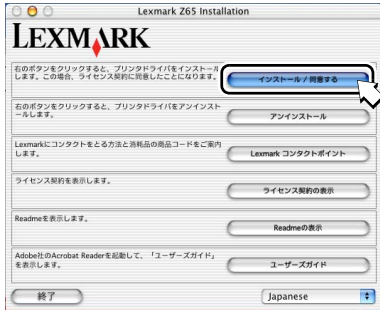 Lexmark Z65 Installation
LEXMARK
右のボタンをクリックすると、プリンタドライバをインストール
します。この場合、ライセンス契約に同意したことになります。
インストール / 同意する
右のボタンをクリックすると、プリンタドライバをアンインスト
ールします。
アンインストール
Lexmarkにコンタクトをとる方法と消耗品の商品コードをご案内
します。
Lexmark コンタクトポイント
ライセンス契約を表示します。
ライセンス契約の表示
Readmeを表示します。
Readmeの表示
Adobe社のAcrobat Readerを起動して、「ユーザーズガイド」
を表示します。
ユーザーズガイド
終了
Japanese